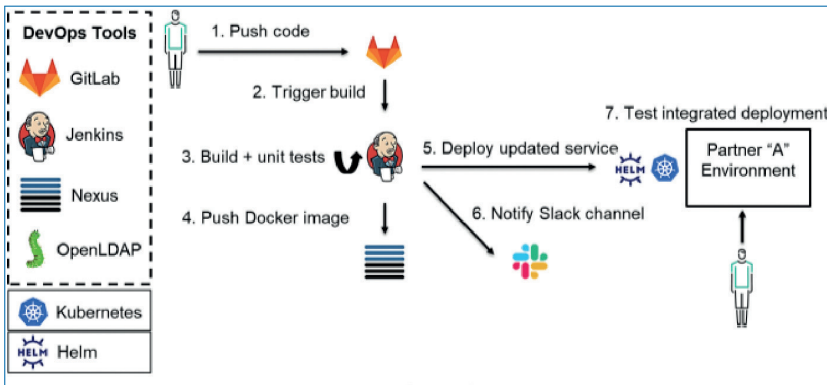 DevOps Tools
GitLab
Jenkins
Nexus
OpenLDAP
Kubernetes
HELM
Helm
1. Push code
2. Trigger build
3. Build + unit tests
4. Push Docker image
5. Deploy updated service
6. Notify Slack channel
7. Test integrated deployment
HELM
Partner “A”
Environment